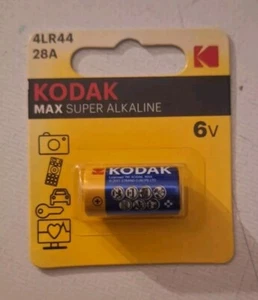 4LR44
28A
KODAK
MAX SUPER ALKALINE
6V
KODAK